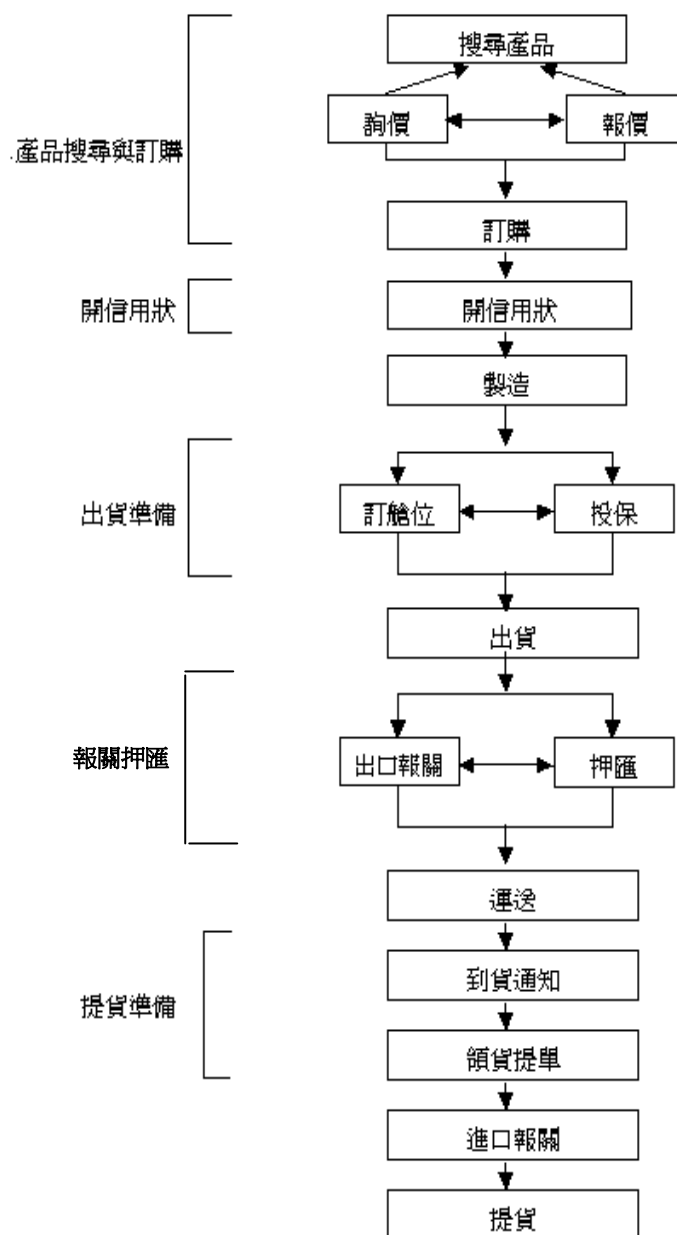 搜尋產品
詢價
報價
.產品搜尋與訂購
訂購
開信用狀
開信用狀
製造
出貨準備
訂艙位
投保
出貨
報關押匯
出口報關
押匯
運送
到貨通知
提貨準備
領貨提單
進口報關
提貨